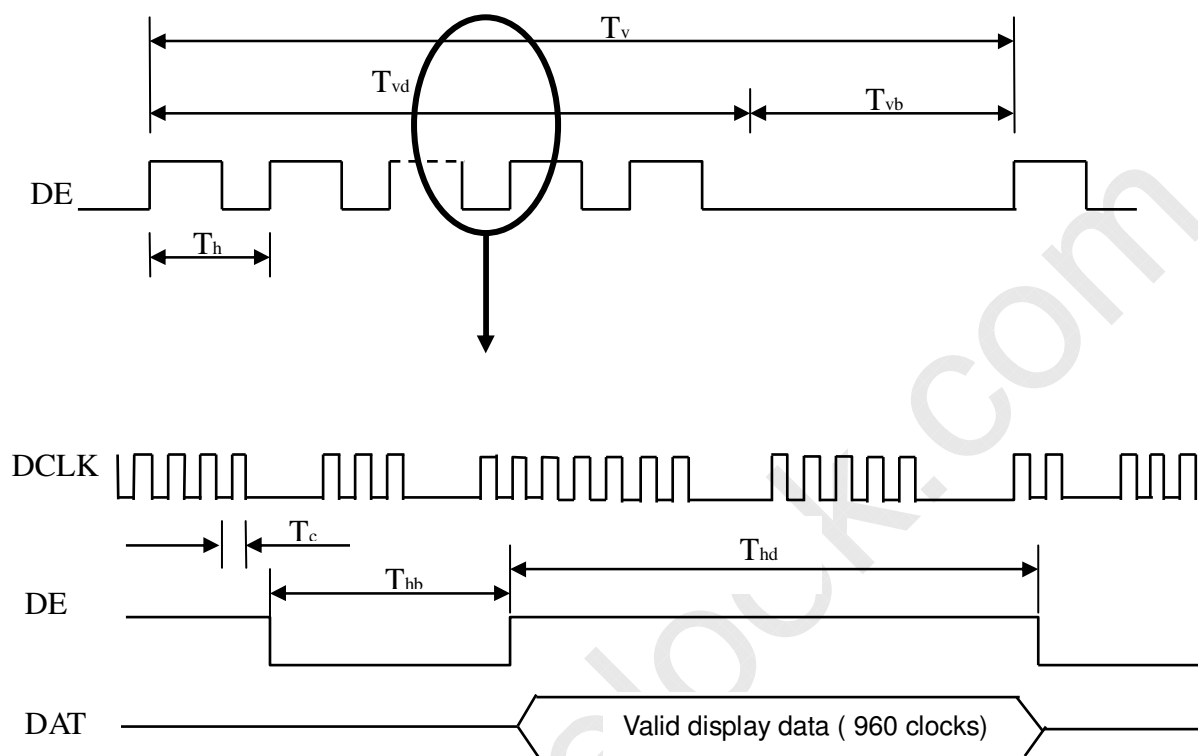 Tv
Tvd
Tvb
DE
Th
DCLK
Tc
Thd
Thb
DE
DAT
Valid display data ( 960 clocks)